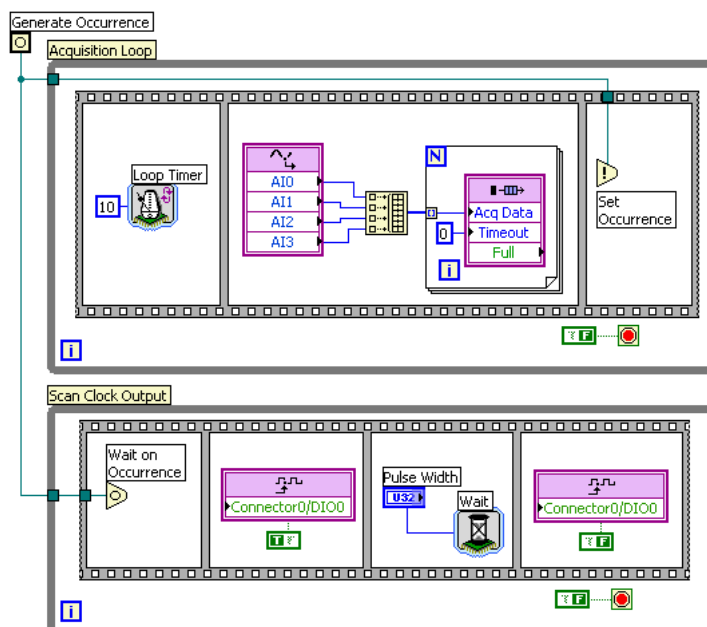 Generate Occurrence
Acquisition Loop
Loop Timer
10
AI0
AI1
AI2
AI3
N
Acq Data
0
Timeout
Full
i
Set
Occurrence
F
i
Scan Clock Output
Wait on
Occurrence
Connector0/DIO0
T
Pulse Width
U32
Wait
Connector0/DIO0
F
F
i